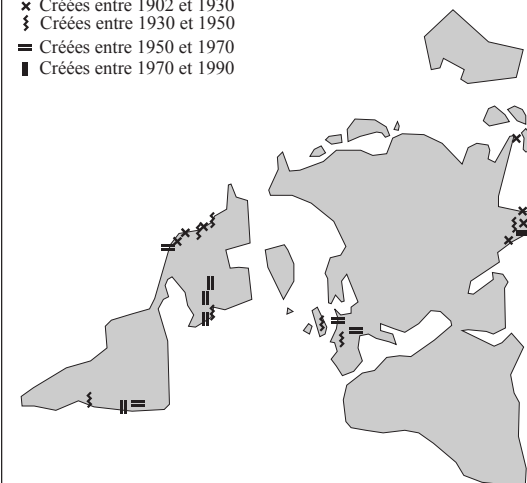 Créées entre 1902 et 1930
Créées entre 1930 et 1950
Créées entre 1950 et 1970
Créées entre 1970 et 1990